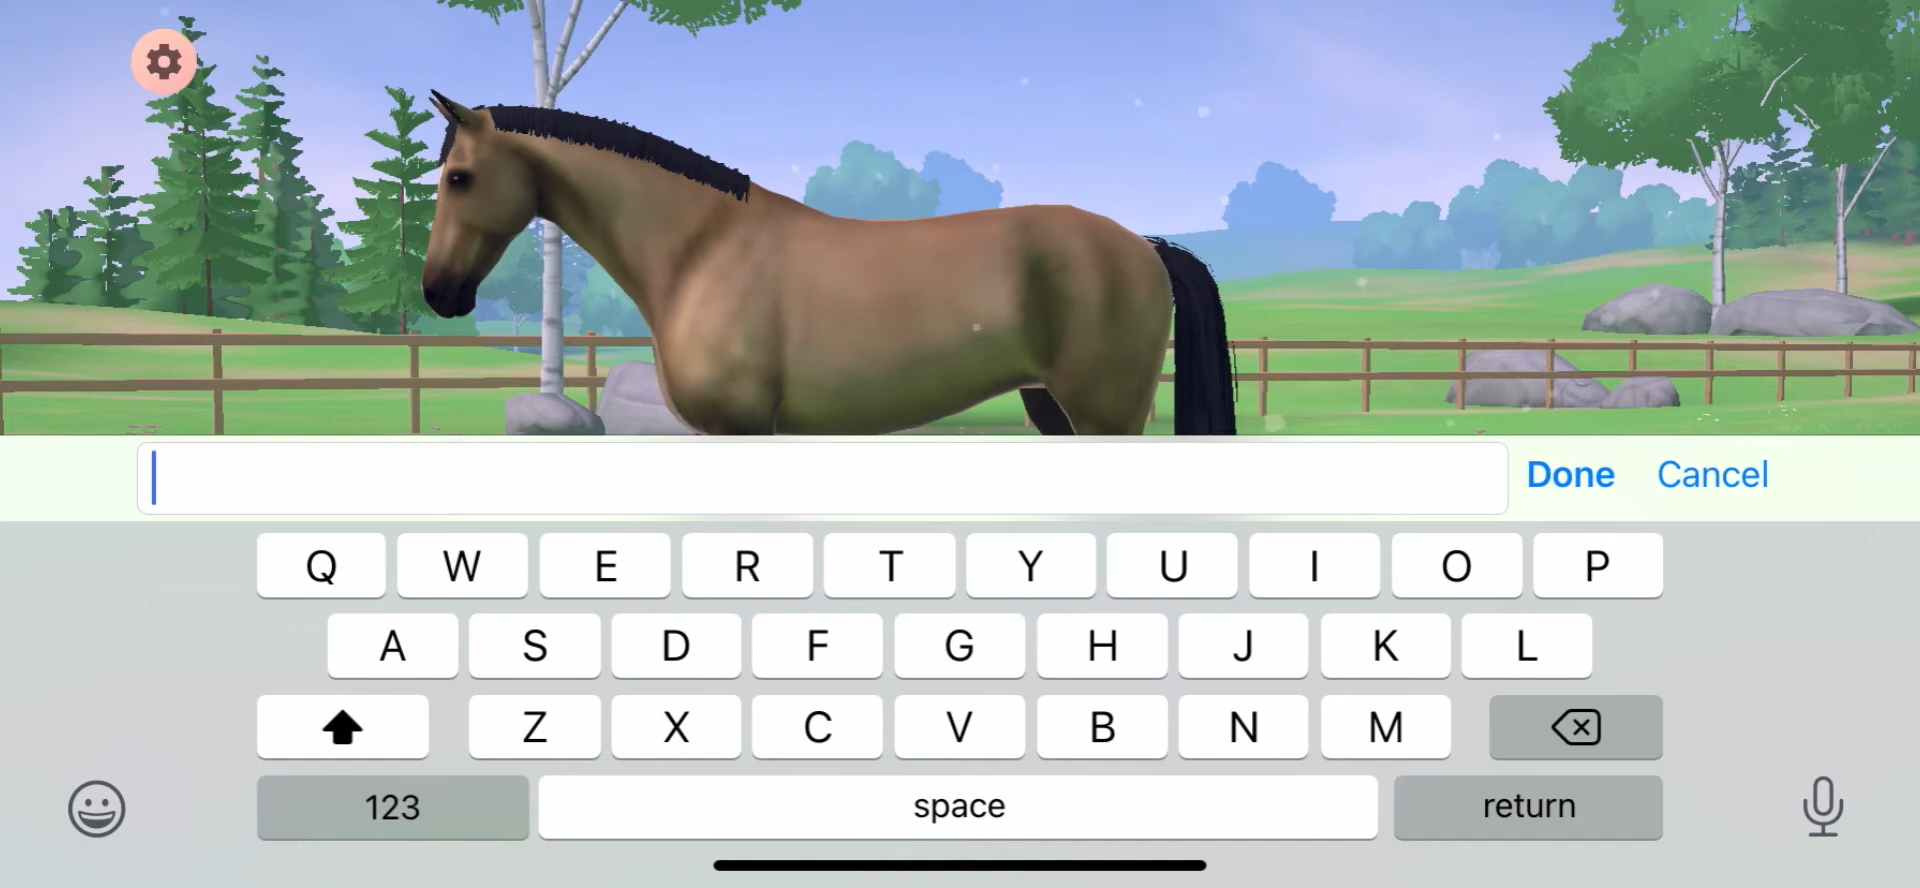 Done Cancel
Q W E R T Y U I O P
A S D F G H J K L
Z X C V B N M
123 space return